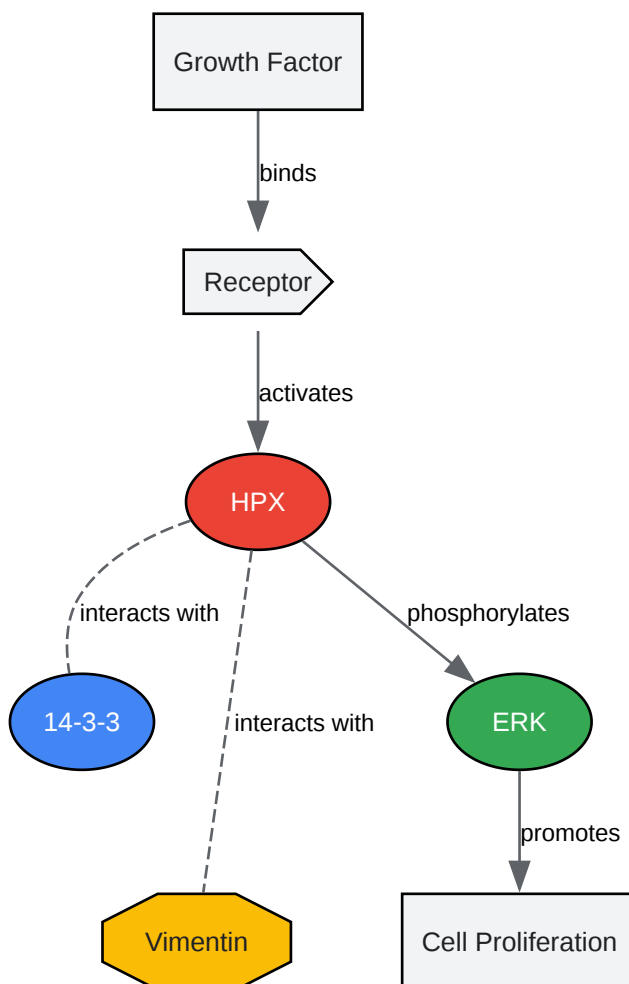 Growth Factor
binds
Receptor
activates
HPX
interacts with
phosphorylates
14-3-3
interacts with
ERK
promotes
Vimentin
Cell Proliferation